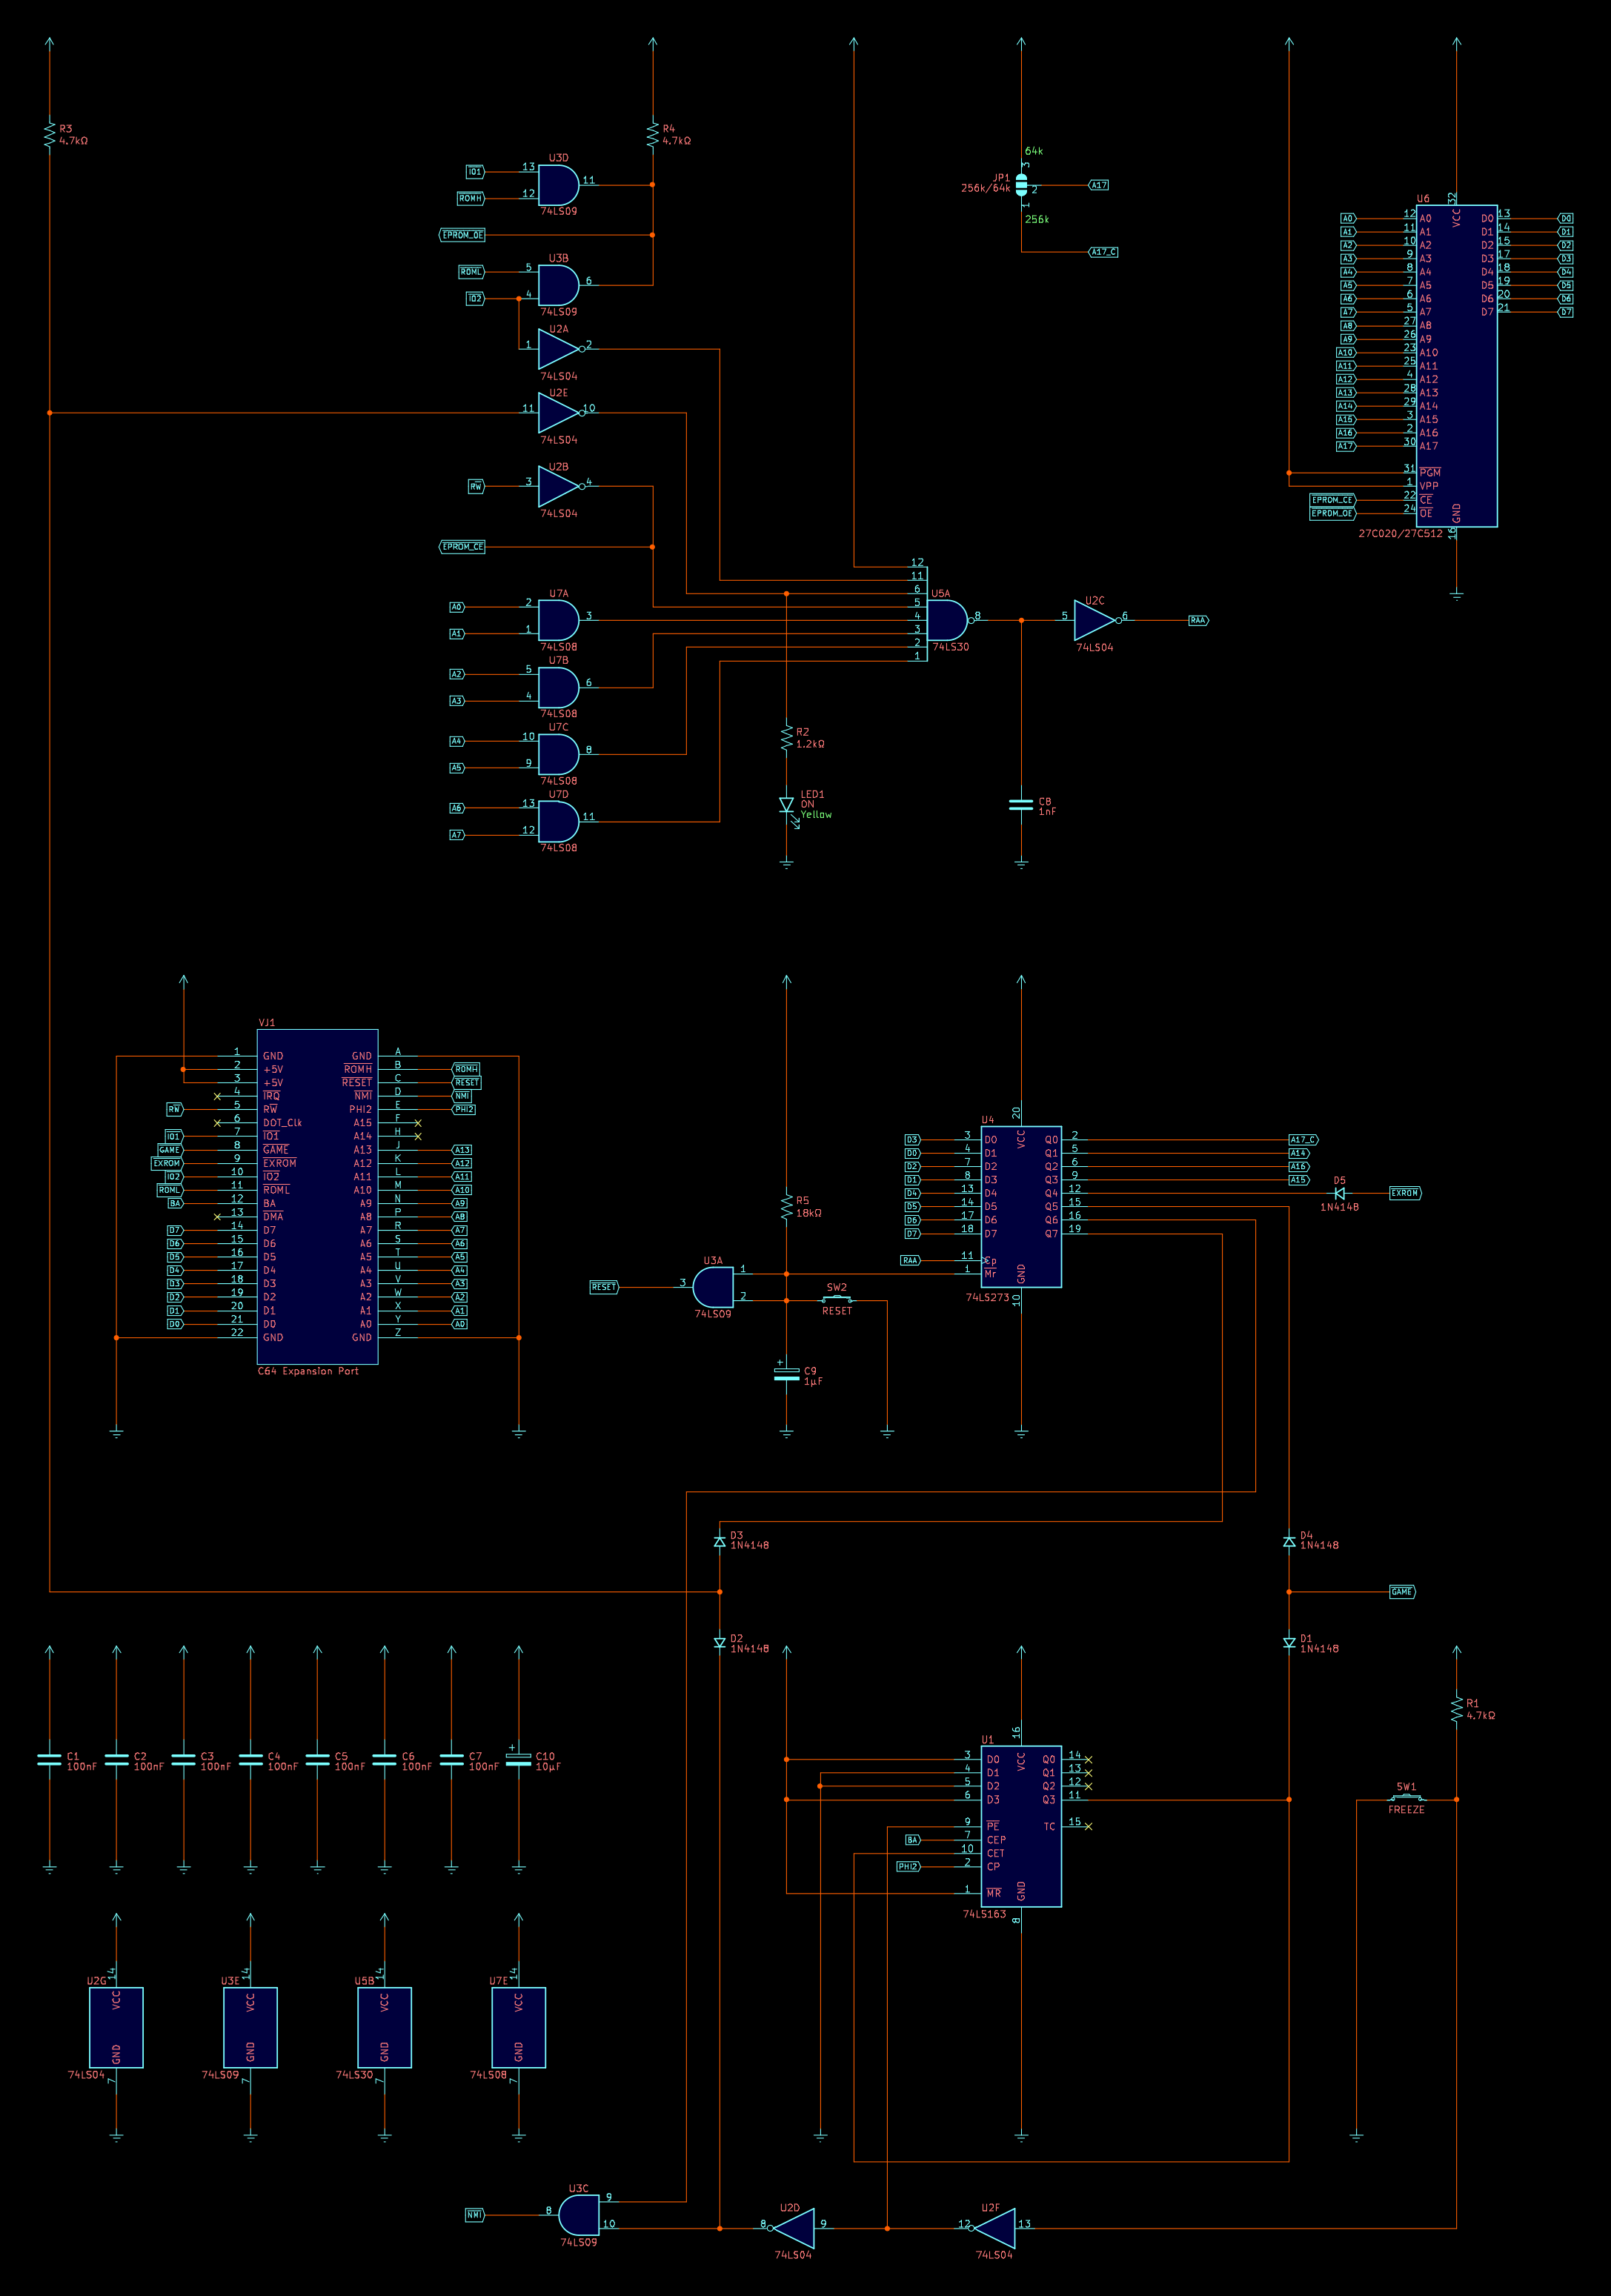 R3
4.7kΩ
R4
4.7kΩ
U3D
IO1
13
ROMH
12
11
74LS09
EPROM_OE
U3B
ROML
5
IO2
4
6
74LS09
U2A
1
2
74LS04
U2E
11
10
74LS04
U2B
RW
3
4
74LS04
EPROM_CE
U7A
A0
2
A1
1
3
74LS08
U7B
A2
5
A3
4
6
74LS08
U7C
A4
10
A5
9
8
74LS08
U7D
A6
13
A7
12
11
74LS08
12
11
6
5
4
3
2
1
U5A
8
74LS30
U2C
5
6
74LS04
RAA
R2
1.2kΩ
LED1
ON
Yellow
C8
1nF
64k
3
JP1
256k/64k
2
A17
1
256k
A17_C
U6
32
VCC
A0 12 A0 D0 13 D0
A1 11 A1 D1 14 D1
A2 10 A2 D2 15 D2
A3 9 A3 D3 17 D3
A4 8 A4 D4 18 D4
A5 7 A5 D5 19 D5
A6 6 A6 D6 20 D6
A7 5 A7 D7 21 D7
A8 27 A8
A9 26 A9
A10 23 A10
A11 25 A11
A12 4 A12
A13 28 A13
A14 29 A14
A15 3 A15
A16 2 A16
A17 30 A17
31 PGM
1 VPP
EPROM_CE 22 CE
EPROM_OE 24 OE
GND
16
27C020/27C512
VJ1
1 GND GND A
2 +5V ROMH B ROMH
3 +5V RESET C RESET
4 IRQ NMI D NMI
RW 5 RW PHI2 E PHI2
6 DOT_Clk A15 F
IO1 7 IO1 A14 H
GAME 8 GAME A13 J A13
EXROM 9 EXROM A12 K A12
IO2 10 IO2 A11 L A11
ROML 11 ROML A10 M A10
BA 12 BA A9 N A9
13 DMA A8 P A8
D7 14 D7 A7 R A7
D6 15 D6 A6 S A6
D5 16 D5 A5 T A5
D4 17 D4 A4 U A4
D3 18 D3 A3 V A3
D2 19 D2 A2 W A2
D1 20 D1 A1 X A1
D0 21 D0 A0 Y A0
22 GND GND Z
C64 Expansion Port
R5
18kΩ
U3A
RESET
3
1
2
74LS09
SW2
RESET
C9
1µF
U4
20
VCC
D3 3 D0 Q0 2 A17_C
D0 4 D1 Q1 5 A14
D2 7 D2 Q2 6 A16
D1 8 D3 Q3 9 A15
D4 13 D4 Q4 12
D5 14 D5 Q5 15
D6 17 D6 Q6 16
D7 18 D7 Q7 19
RAA 11 Cp
1 Mr
GND
10
74LS273
D5
1N4148
EXROM
D3
1N4148
D4
1N4148
GAME
D2
1N4148
D1
1N4148
R1
4.7kΩ
C1
100nF
C2
100nF
C3
100nF
C4
100nF
C5
100nF
C6
100nF
C7
100nF
C10
10µF
U1
16
VCC
3 D0 Q0 14
4 D1 Q1 13
5 D2 Q2 12
6 D3 Q3 11
9 PE TC 15
BA 7 CEP
10 CET
PHI2 2 CP
1 MR
GND
8
74LS163
SW1
FREEZE
U2G
14
VCC
GND
74LS04
7
U3E
14
VCC
GND
74LS09
7
U5B
14
VCC
GND
74LS30
7
U7E
14
VCC
GND
74LS08
7
U3C
NMI
8
9
10
74LS09
U2D
8
9
74LS04
U2F
12
13
74LS04